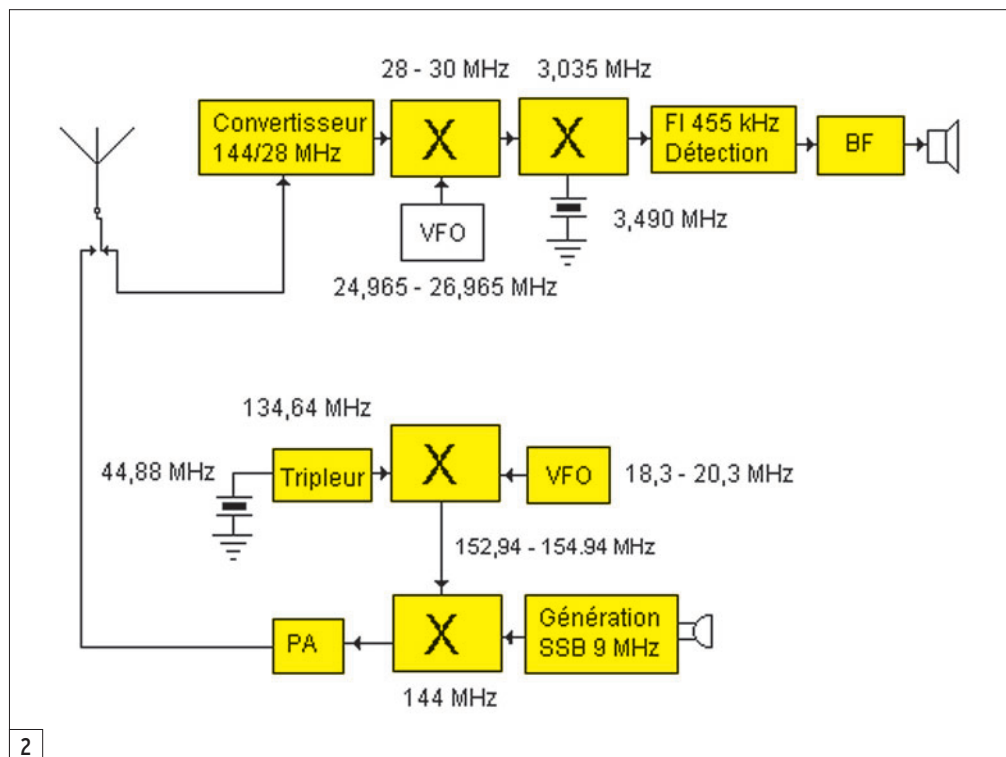 28 - 30 MHz
3,035 MHz
Convertisseur
144/28 MHz
X
X
FI 455 kHz
Détection
BF
VFO
3,490 MHz
24,965 - 26,965 MHz
134,64 MHz
44,88 MHz
Tripleur
X
VFO
18,3 - 20,3 MHz
152,94 - 154.94 MHz
PA
X
Génération
SSB 9 MHz
144 MHz
2